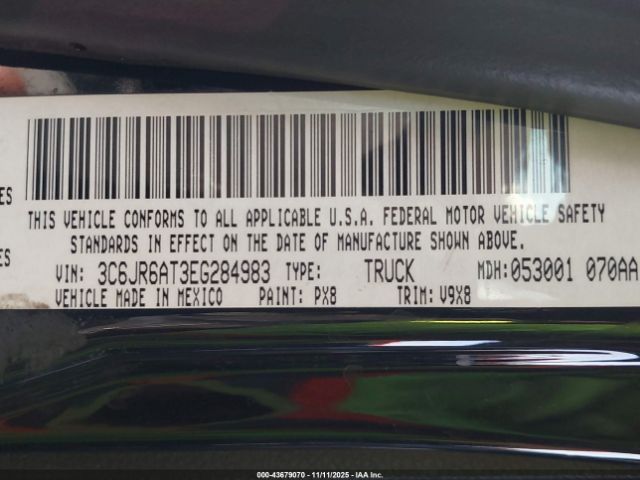 THIS VEHICLE CONFORMS TO ALL APPLICABLE U.S.A. FEDERAL MOTOR VEHICLE SAFETY
ES
STANDARDS IN EFFECT ON THE DATE OF MANUFACTURE SHOWN ABOVE.
ES
VIN: 3C6JR6AT3EG284983 TYPE: TRUCK MDH:053001 070AA
VEHICLE MADE IN MEXICO PAINT: PX8 TRIM: V9X8
000-43679070 - 11/11/2025 - IAA Inc.